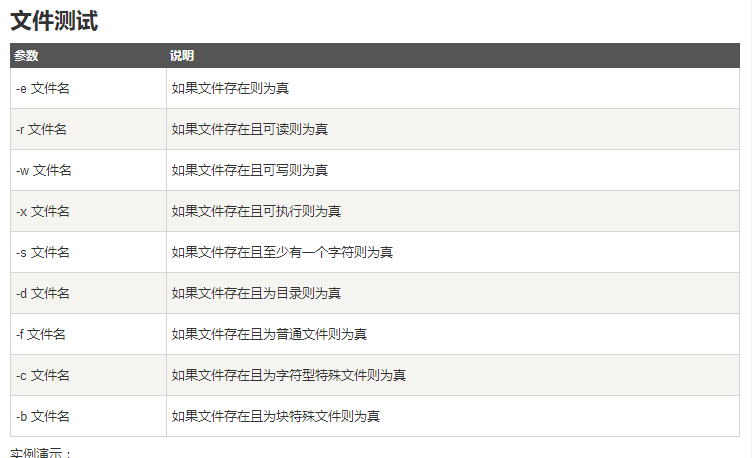 文件测试
参数 说明
-e 文件名 如果文件存在则为真
-r 文件名 如果文件存在且可读则为真
-w 文件名 如果文件存在且可写则为真
-x 文件名 如果文件存在且可执行则为真
-s 文件名 如果文件存在且至少有一个字符则为真
-d 文件名 如果文件存在且为目录则为真
-f 文件名 如果文件存在且为普通文件则为真
-c 文件名 如果文件存在且为字符型特殊文件则为真
-b 文件名 如果文件存在且为块特殊文件则为真
实例演示：